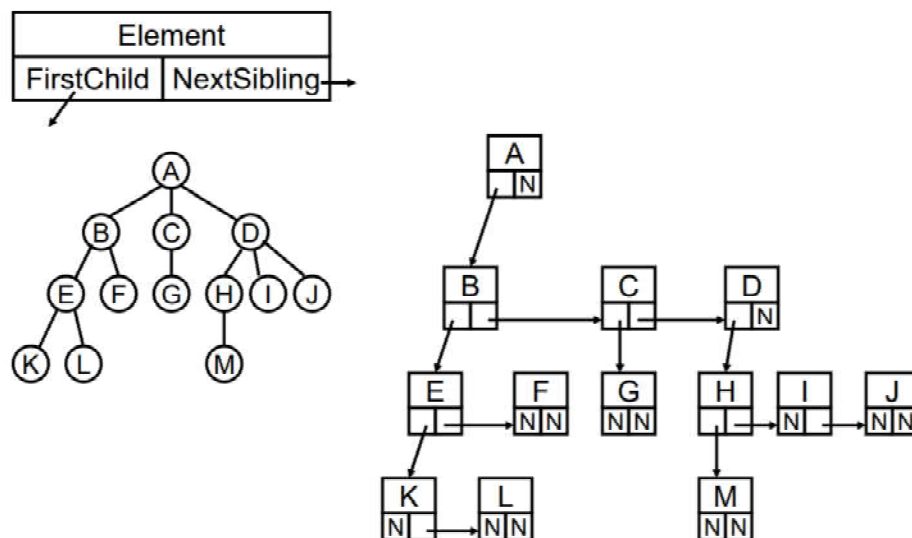 Element
FirstChild NextSibling
A
B C D
E F G H I J
K L M
A
N
B C D
N
E F G H I J
N N N N N N N
K L M
N N N N N